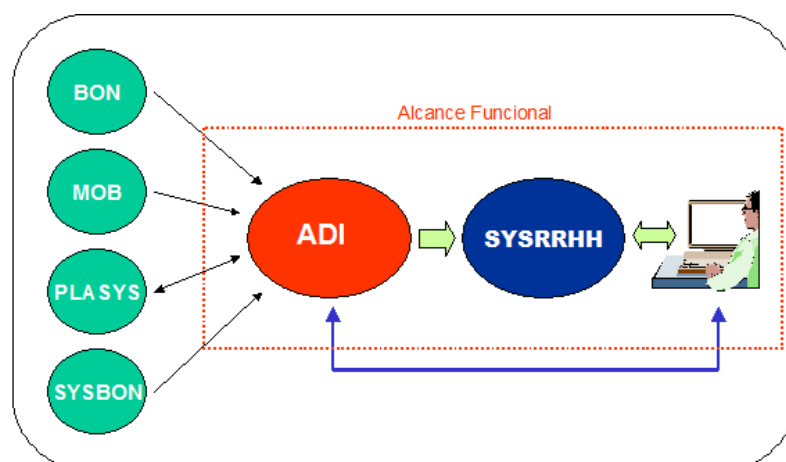 BON
Alcance Funcional
MOB
ADI
SYSRRHH
PLASYS
SYSBON